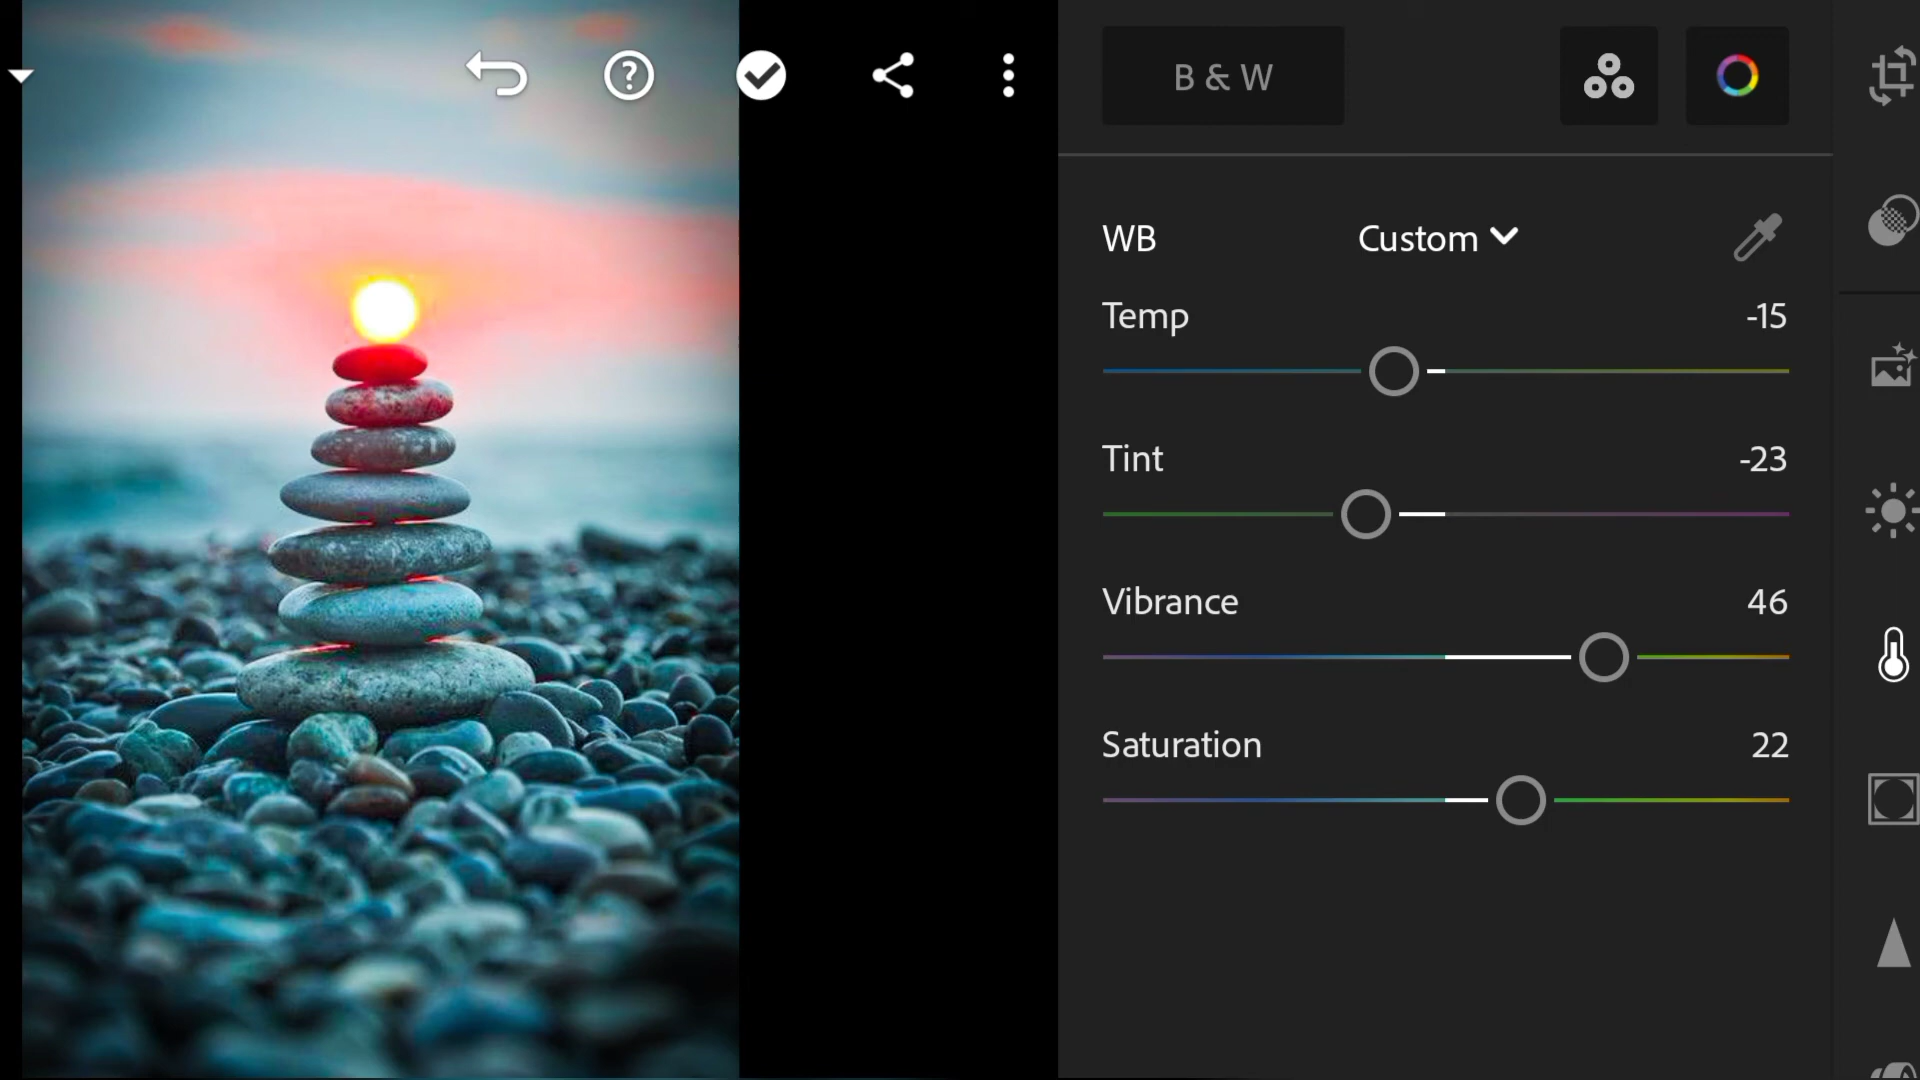 B & W
WB Custom
Temp -15
Tint -23
Vibrance 46
Saturation 22